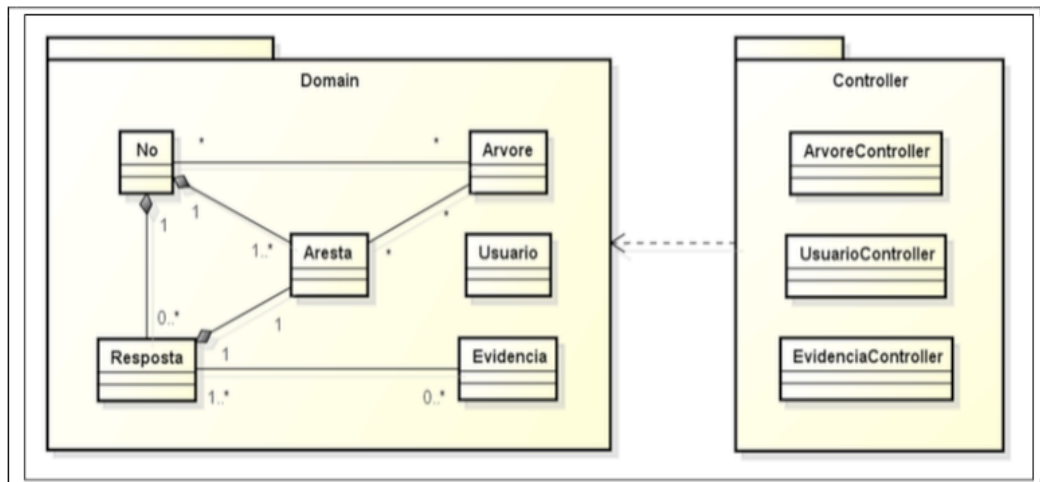 Domain
Controller
No
*
*
Arvore
ArvoreController
1
1
*
1..*
Aresta
*
Usuario
UsuarioController
0..*
1
Resposta
1
Evidencia
EvidenciaController
1..*
0..*